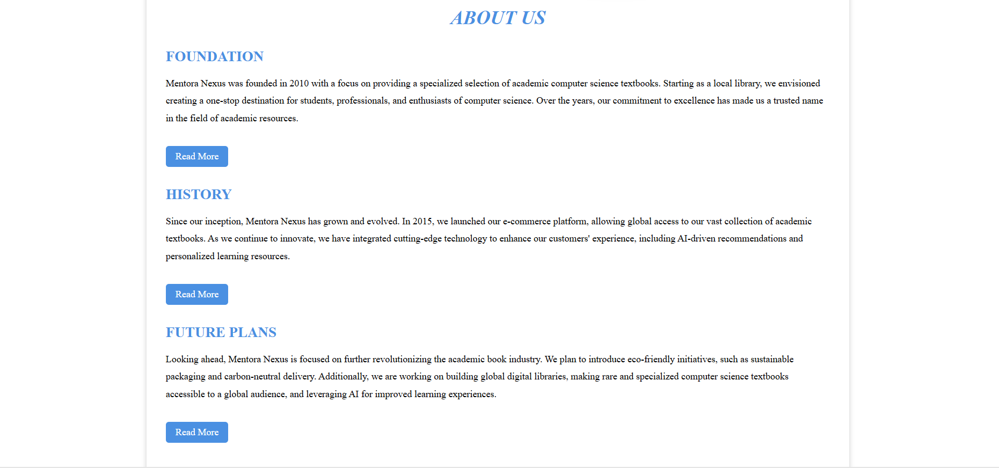 ABOUT US
FOUNDATION
Mentora Nexus was founded in 2010 with a focus on providing a specialized selection of academic computer science textbooks. Starting as a local library, we envisioned
creating a one-stop destination for students, professionals, and enthusiasts of computer science. Over the years, our commitment to excellence has made us a trusted name
in the field of academic resources.
Read More
HISTORY
Since our inception, Mentora Nexus has grown and evolved. In 2015, we launched our e-commerce platform, allowing global access to our vast collection of academic
textbooks. As we continue to innovate, we have integrated cutting-edge technology to enhance our customers' experience, including AI-driven recommendations and
personalized learning resources.
Read More
FUTURE PLANS
Looking ahead, Mentora Nexus is focused on further revolutionizing the academic book industry. We plan to introduce eco-friendly initiatives, such as sustainable
packaging and carbon-neutral delivery. Additionally, we are working on building global digital libraries, making rare and specialized computer science textbooks
accessible to a global audience, and leveraging AI for improved learning experiences.
Read More